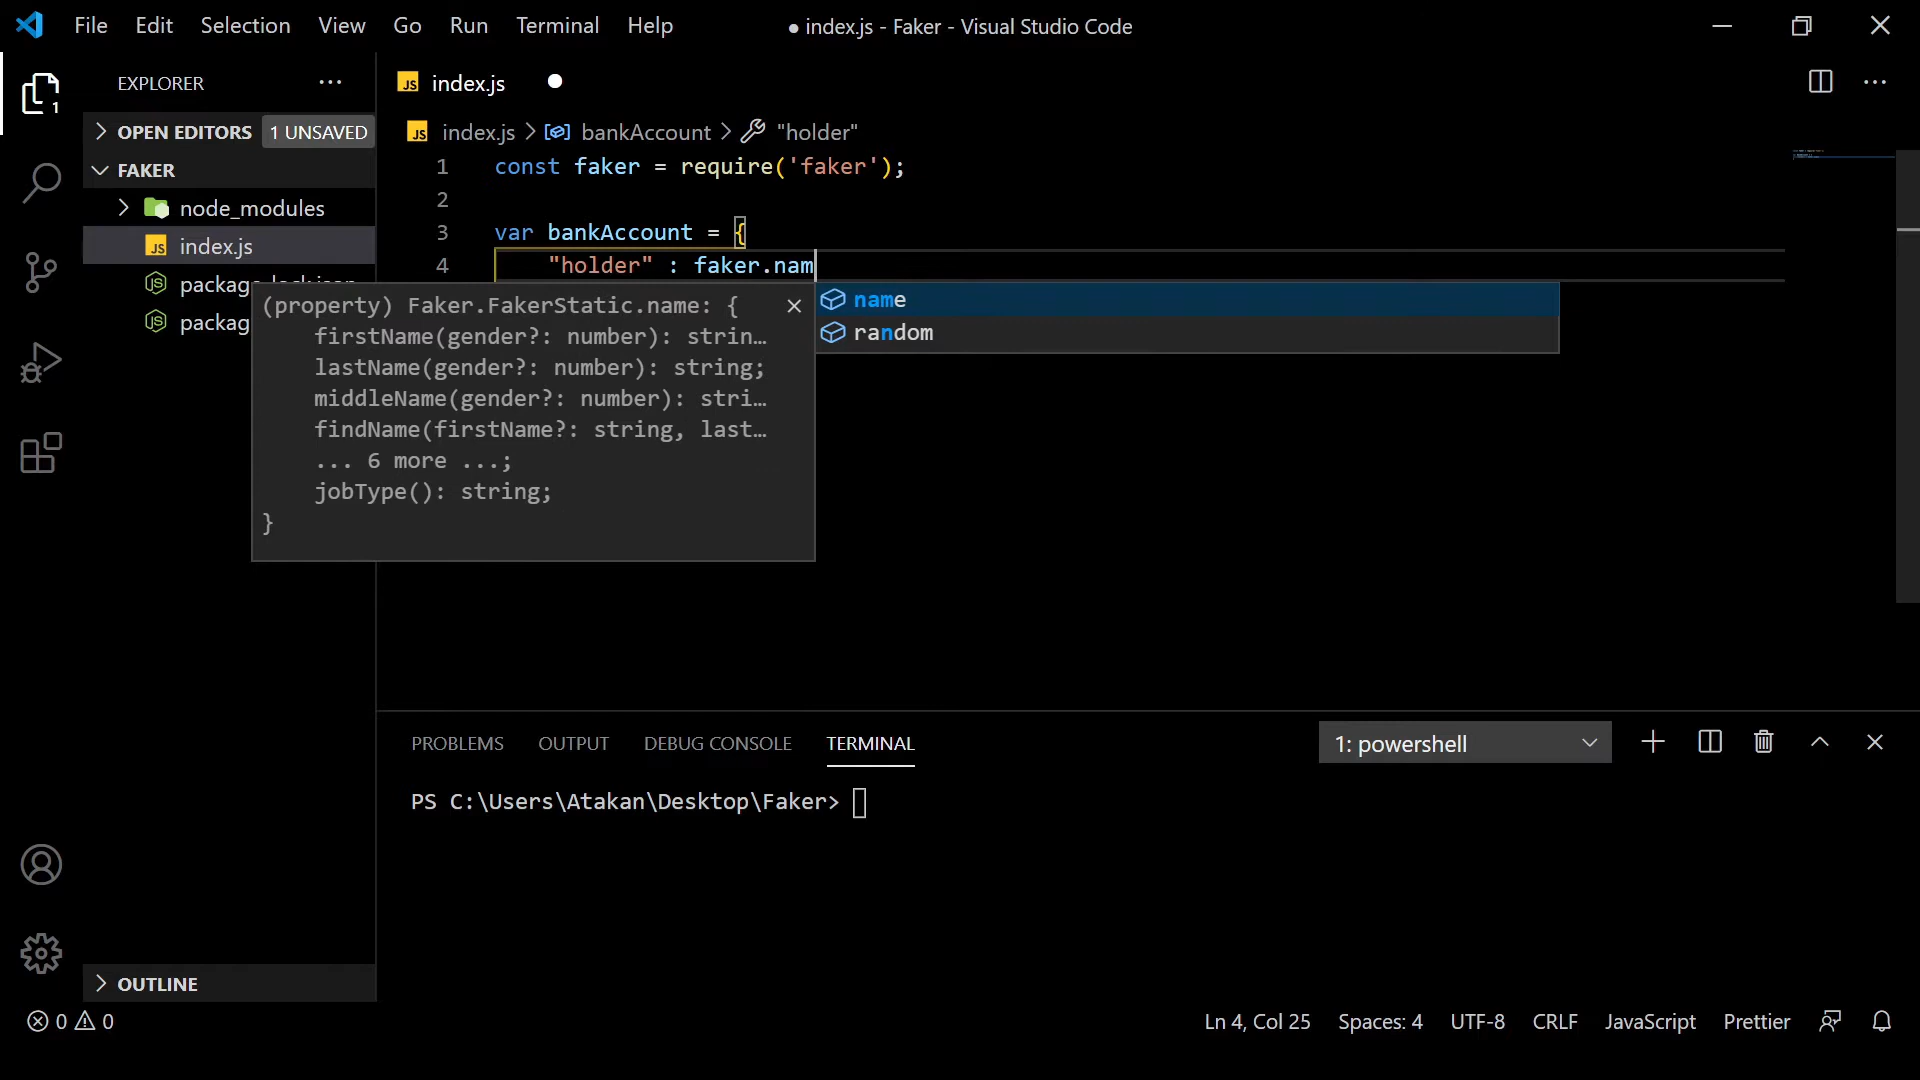 File Edit Selection View Go Run Terminal Help
● index.js - Faker - Visual Studio Code
1
EXPLORER
OPEN EDITORS 1 UNSAVED
FAKER
node_modules
index.js
packag
index.js
index.js > bankAccount > "holder"
1 const faker = require('faker');
2
3 var bankAccount = {
4 "holder" : faker.nam
(property) Faker.FakerStatic.name: {
firstName(gender?: number): strin…
lastName(gender?: number): string;
middleName(gender?: number): stri…
findName(firstName?: string, last…
... 6 more ...;
jobType(): string;
}
name
random
PROBLEMS OUTPUT DEBUG CONSOLE TERMINAL
1: powershell
PS C:\Users\Atakan\Desktop\Faker>
OUTLINE
0 0
Ln 4, Col 25 Spaces: 4 UTF-8 CRLF JavaScript Prettier